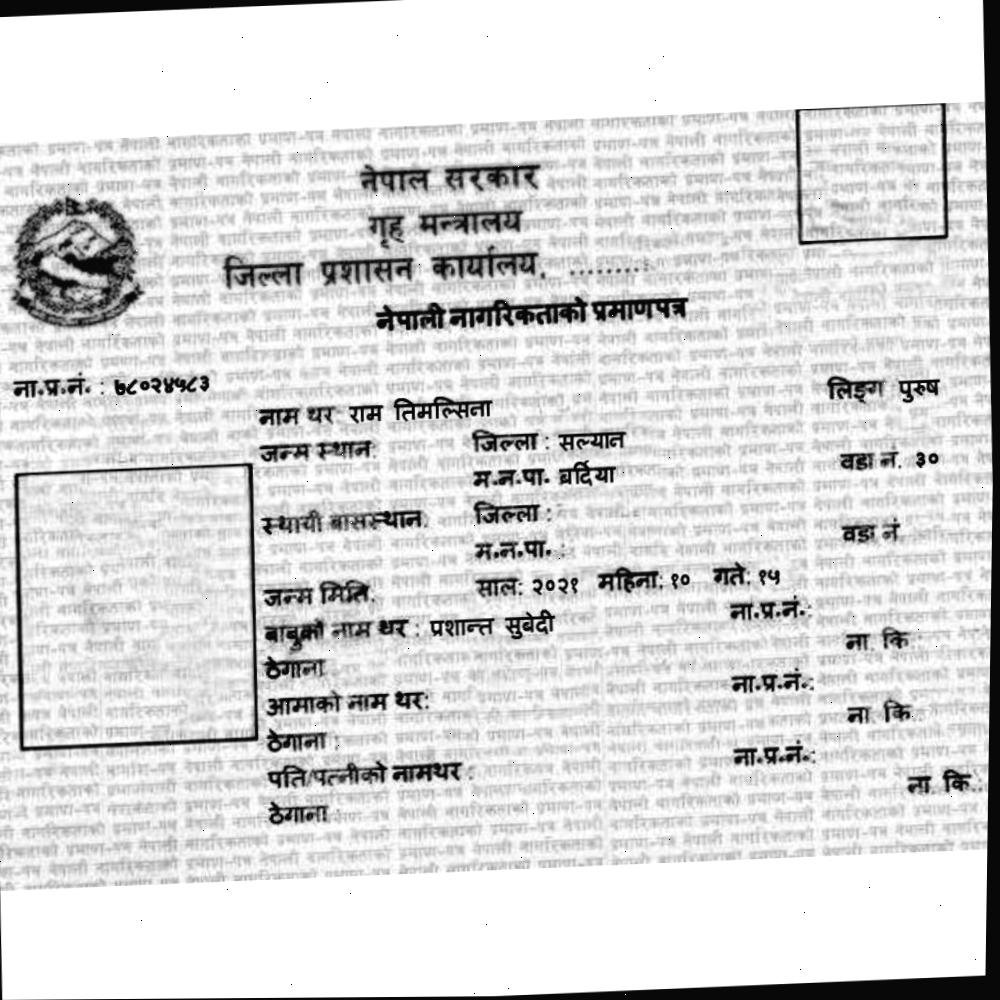 नेपाल सरकार
गृह मन्त्रालय
जिल्ला प्रशासन कार्यालय, .........
नेपाली नागरिकताको प्रमाणपत्र
ना.प्र.नं. : ७८०२४५८३
लिङ्ग पुरुष
नाम थर राम तिमल्सिना
जन्म स्थान: जिल्ला : सल्यान
म.न.पा. बर्दिया वडा नं. ३०
स्थायी बासस्थान: जिल्ला :
म.न.पा. : वडा नं
जन्म मिति: साल: २०२१ महिना: १० गते: १५
ना.प्र.नं.:
बाबुको नाम थर : प्रशान्त सुबेदी
ठेगाना ना. कि.:
आमाको नाम थर: ना.प्र.नं.:
ठेगाना : ना. कि.:
पति/पत्नीको नामथर : ना.प्र.नं.:
ठेगाना ना. कि.: